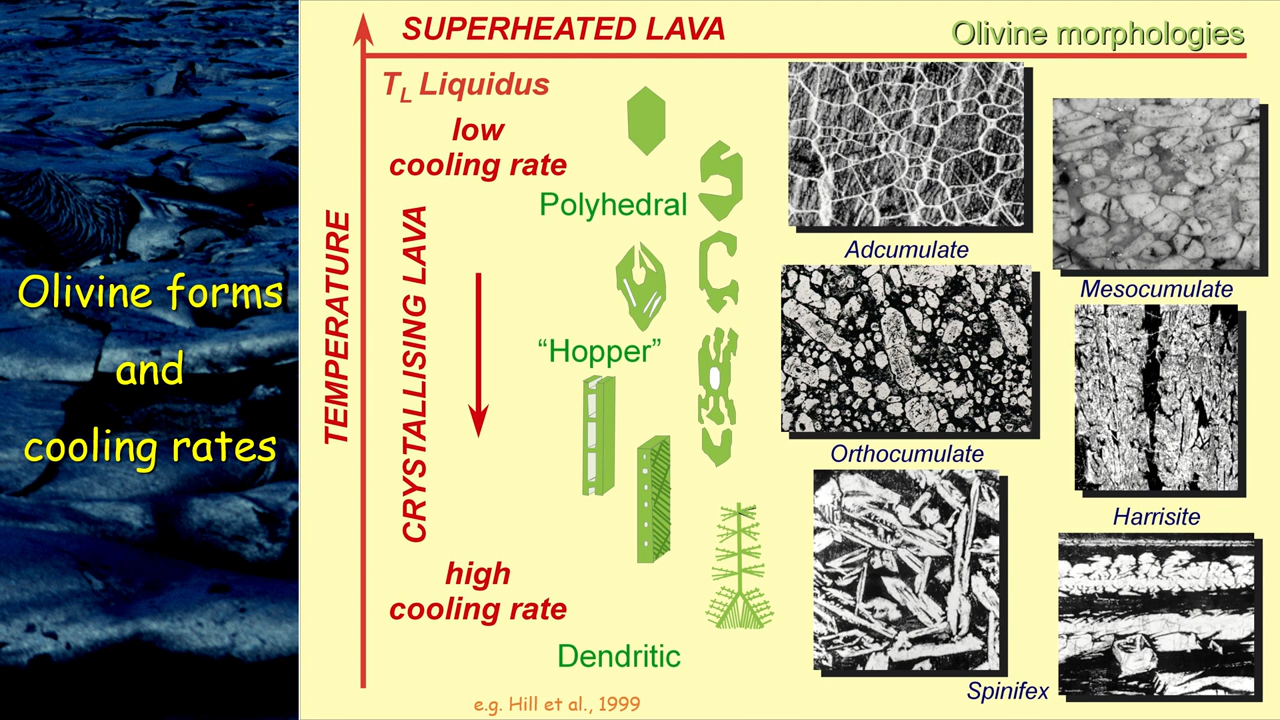 Olivine forms
and
cooling rates
SUPERHEATED LAVA
Olivine morphologies
TL Liquidus
low
cooling rate
Polyhedral
“Hopper”
high
cooling rate
Dendritic
TEMPERATURE
CRYSTALLISING LAVA
Adcumulate
Mesocumulate
Orthocumulate
Harrisite
Spinifex
e.g. Hill et al., 1999